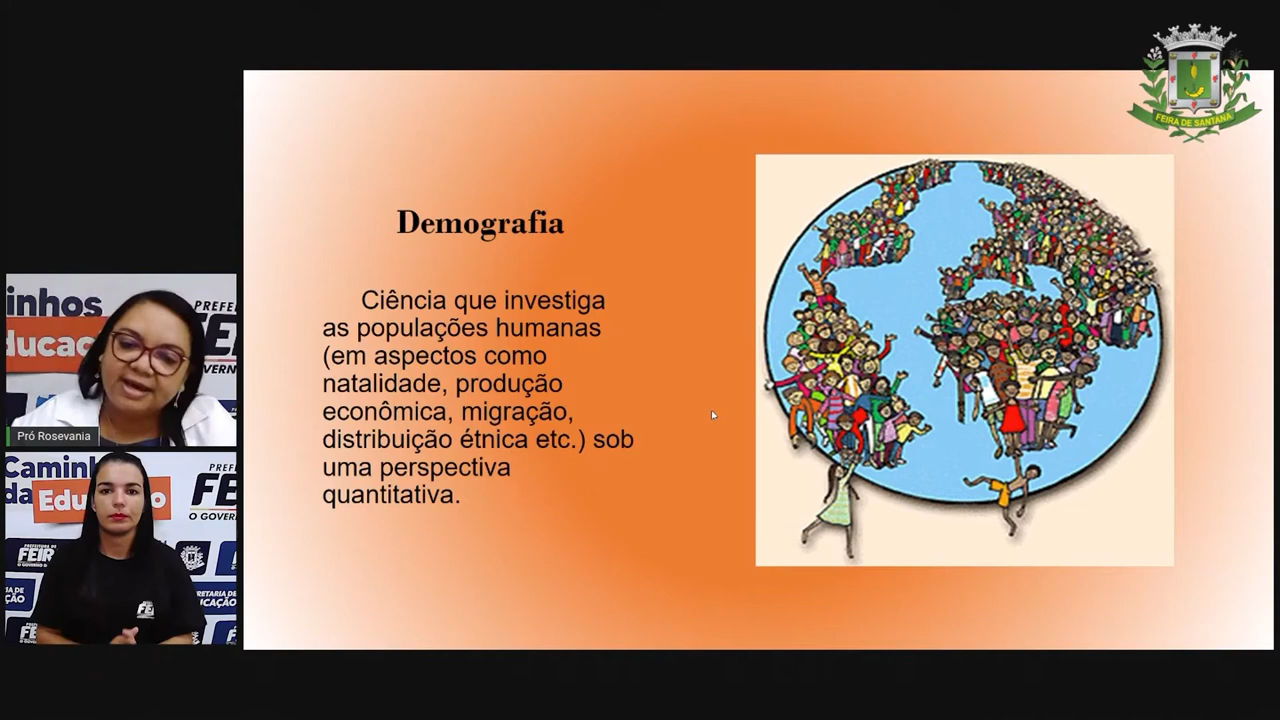 FEIRA DE SANTANA
Demografia
Ciência que investiga
as populações humanas
(em aspectos como
natalidade, produção
econômica, migração,
distribuição étnica etc.) sob
uma perspectiva
quantitativa.
Pró Rosevania